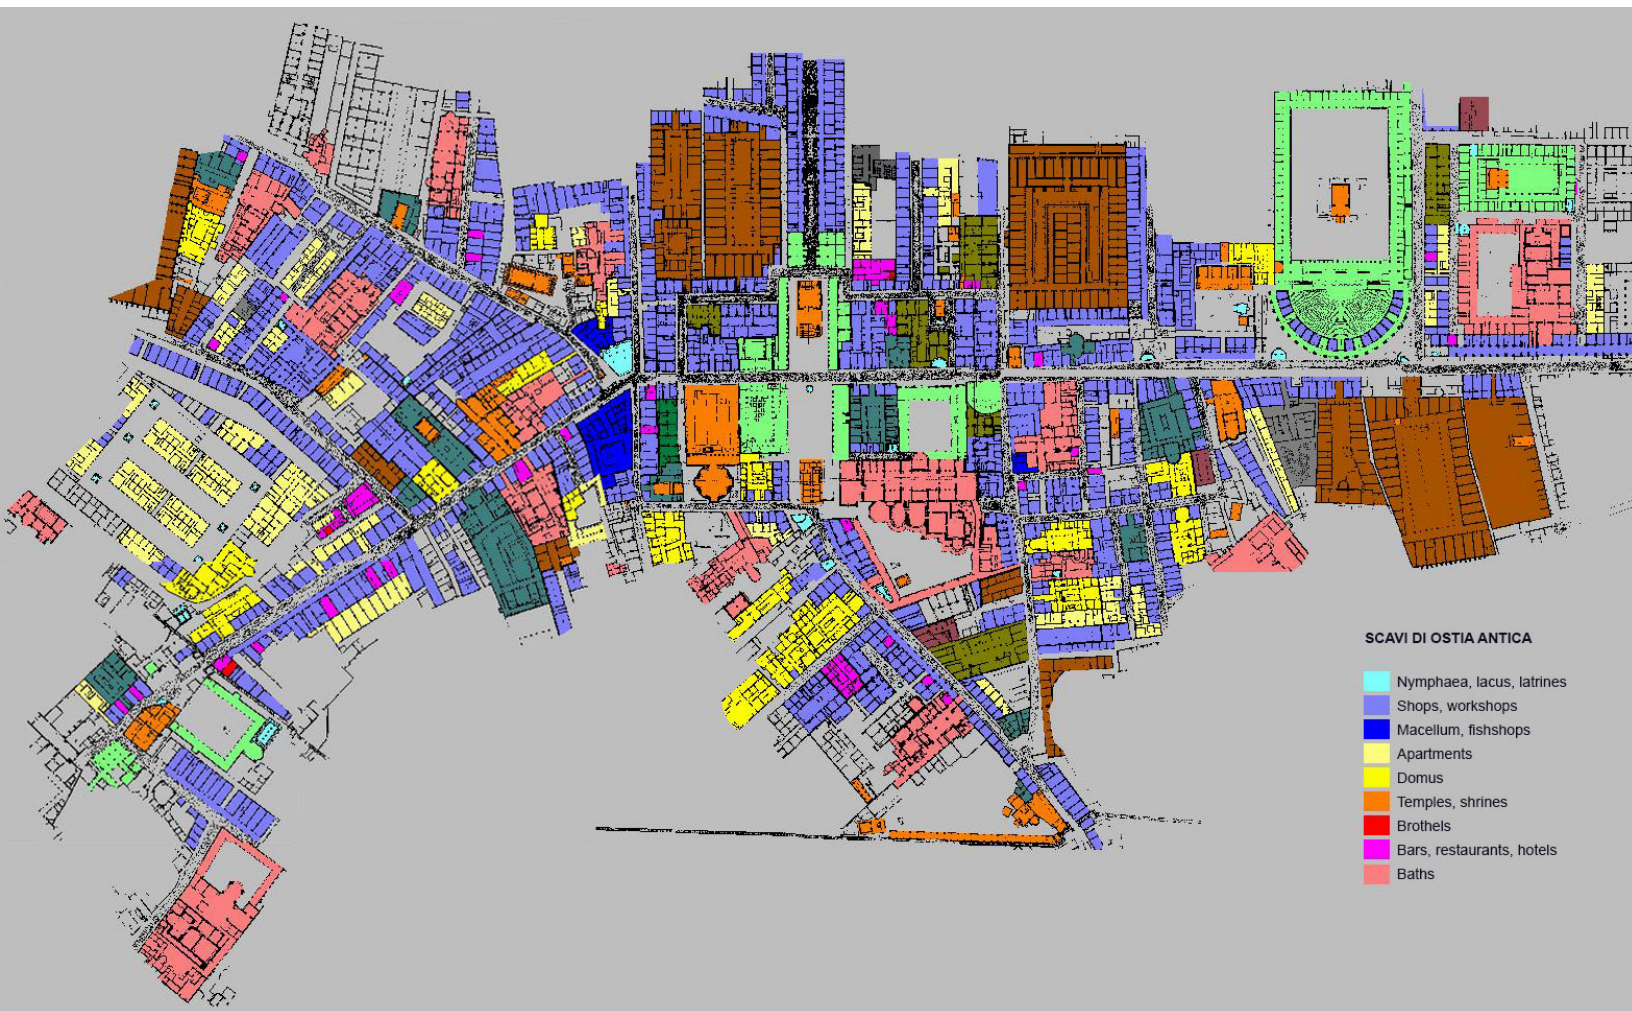 SCAVI DI OSTIA ANTICA
Nymphaea, lacus, latrines
Shops, workshops
Macellum, fishshops
Apartments
Domus
Temples, shrines
Brothels
Bars, restaurants, hotels
Baths